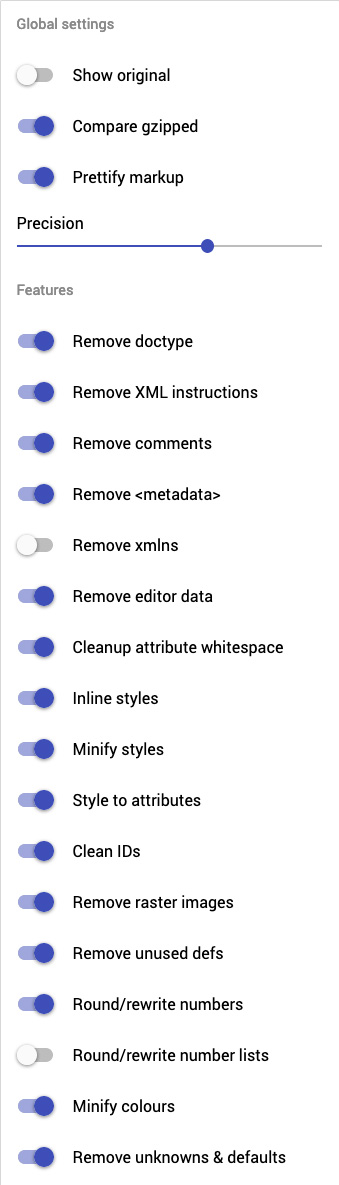 Global settings
Show original
Compare gzipped
Prettify markup
Precision
Features
Remove doctype
Remove XML instructions
Remove comments
Remove <metadata>
Remove xmlns
Remove editor data
Cleanup attribute whitespace
Inline styles
Minify styles
Style to attributes
Clean IDs
Remove raster images
Remove unused defs
Round/rewrite numbers
Round/rewrite number lists
Minify colours
Remove unknowns & defaults